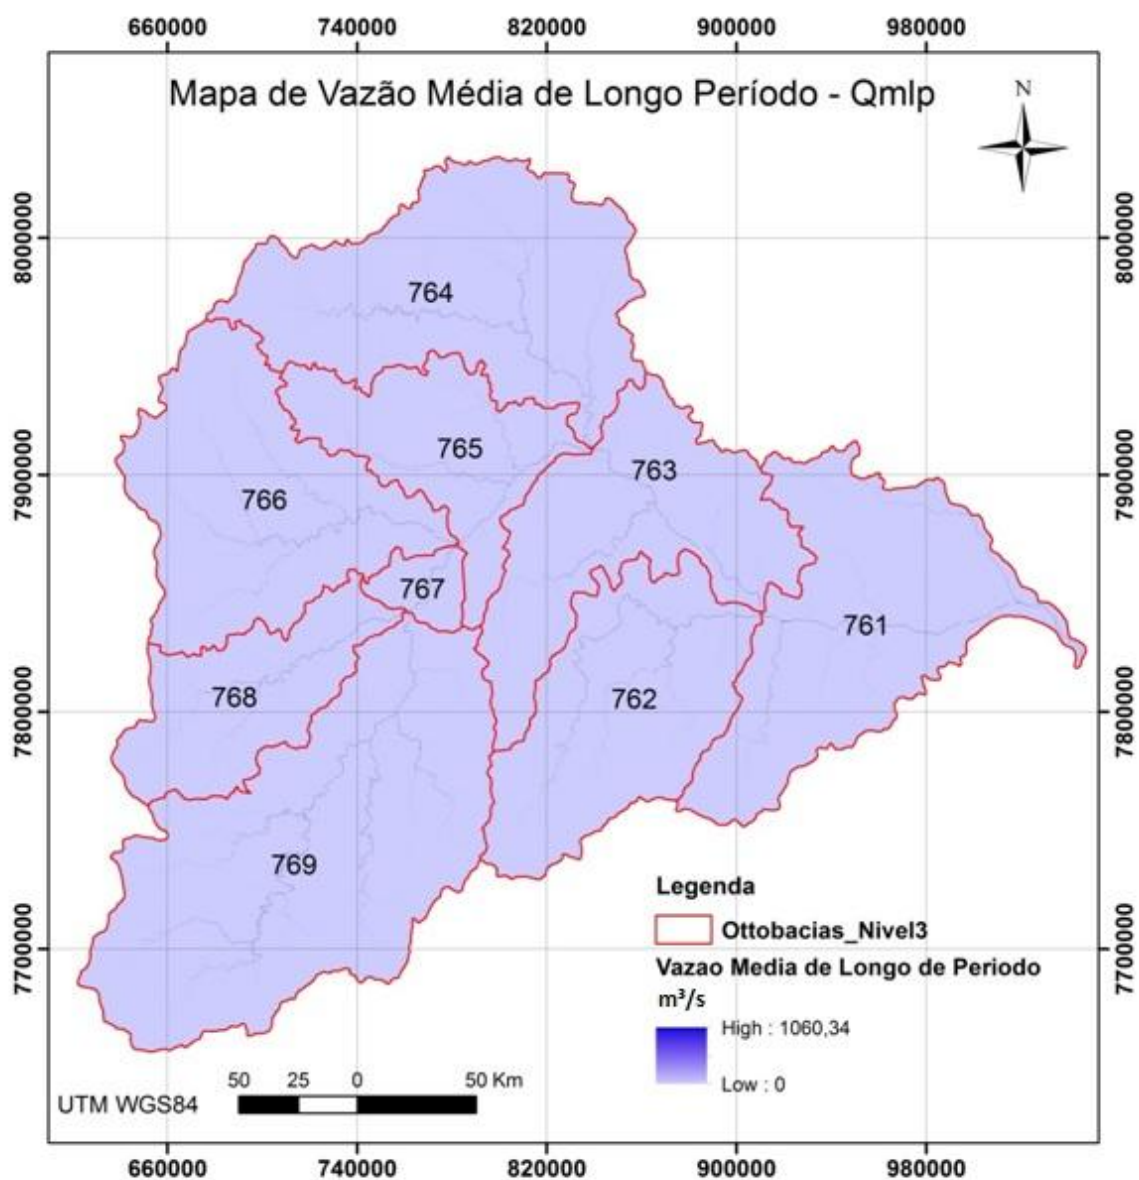 660000 740000 820000 900000 980000
Mapa de Vazão Média de Longo Período - Qmlp
N
8000000 8000000
764
765
763
7900000 7900000
766
767
761
768
762
7800000 7800000
769
Legenda
Ottobacias_Nivel3
7700000 7700000
Vazao Media de Longo de Periodo
m³/s
High : 1060,34
Low : 0
50 25 0 50 Km
UTM WGS84
660000 740000 820000 900000 980000